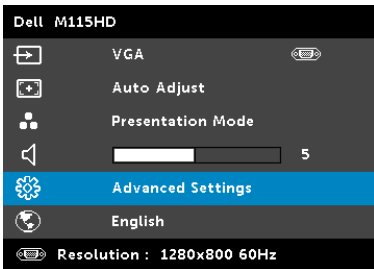 Dell M115HD
VGA
Auto Adjust
Presentation Mode
5
Advanced Settings
English
Resolution : 1280x800 60Hz